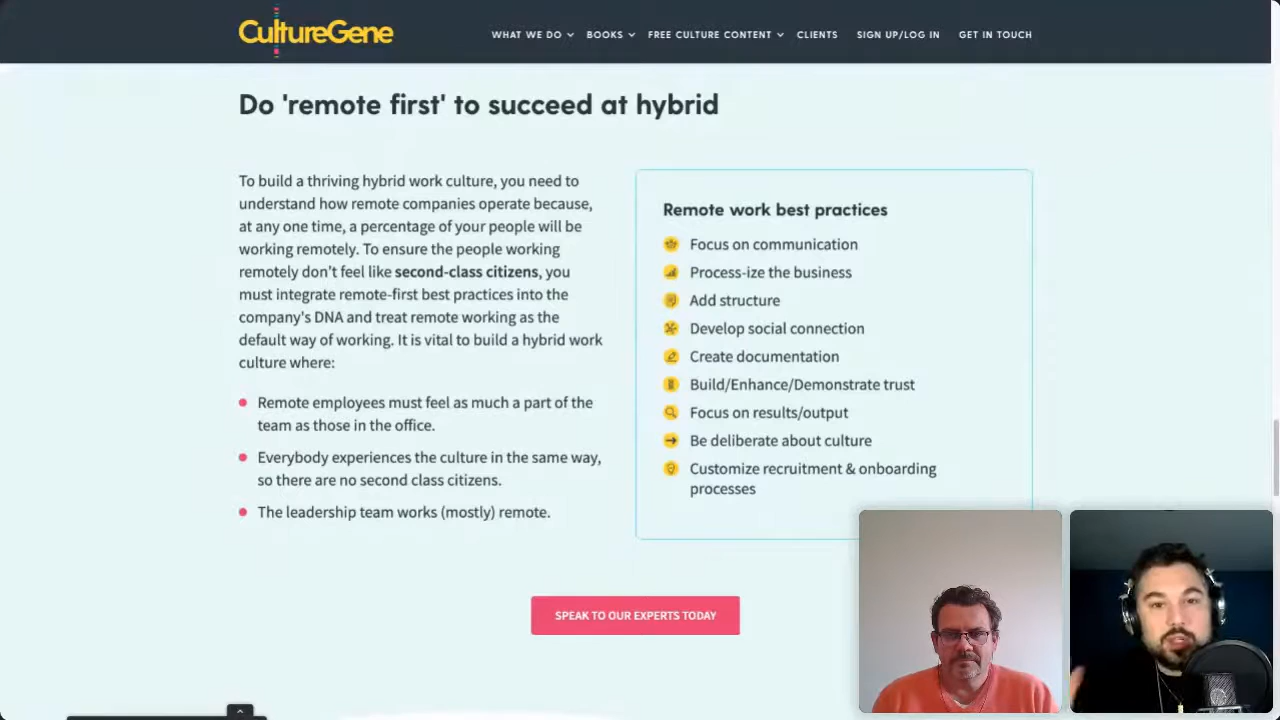 CultureGene
WHAT WE DO BOOKS FREE CULTURE CONTENT CLIENTS SIGN UP/LOG IN GET IN TOUCH
Do 'remote first' to succeed at hybrid
To build a thriving hybrid work culture, you need to
understand how remote companies operate because,
at any one time, a percentage of your people will be
working remotely. To ensure the people working
remotely don't feel like second-class citizens, you
must integrate remote-first best practices into the
company's DNA and treat remote working as the
default way of working. It is vital to build a hybrid work
culture where:
Remote employees must feel as much a part of the
team as those in the office.
Everybody experiences the culture in the same way,
so there are no second class citizens.
The leadership team works (mostly) remote.
Remote work best practices
Focus on communication
Process-ize the business
Add structure
Develop social connection
Create documentation
Build/Enhance/Demonstrate trust
Focus on results/output
Be deliberate about culture
Customize recruitment & onboarding
processes
SPEAK TO OUR EXPERTS TODAY